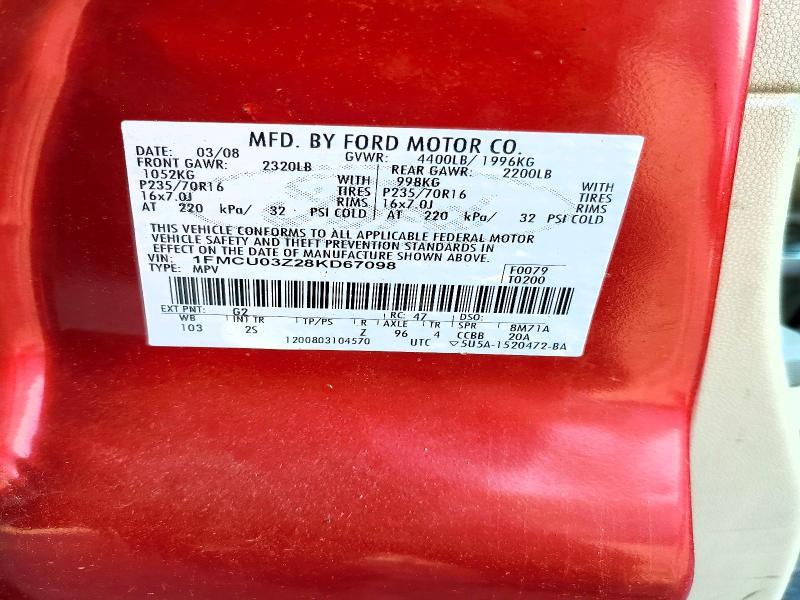 MFD. BY FORD MOTOR CO.
DATE: 03/08 GVWR: 4400LB/ 1996KG
FRONT GAWR: 2320LB REAR GAWR: 2200LB
1052KG WITH 998KG WITH
P235/70R16 TIRES P235/70R16 TIRES
16x7.0J RIMS 16x7.0J RIMS
AT 220 kPa/ 32 PSI COLD AT 220 kPa/ 32 PSI COLD
THIS VEHICLE CONFORMS TO ALL APPLICABLE FEDERAL MOTOR
VEHICLE SAFETY AND THEFT PREVENTION STANDARDS IN
EFFECT ON THE DATE OF MANUFACTURE SHOWN ABOVE.
VIN: 1FMCU03Z28KD67098 F0079
TYPE: MPV T0200
EXT PNT: G2 RC: 47 DSO:
WB INT TR TP/PS R AXLE TR SPR 8M71A
103 2S Z 96 4 CCBB 20A
1200803104570 UTC 5U5A-1520472-BA